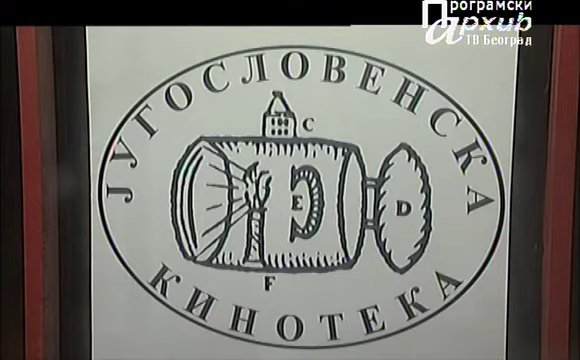 Програмски
архив
ТВ Београд
ЈУГОСЛОВЕНСКА
C
E
D
F
КИНОТЕКА